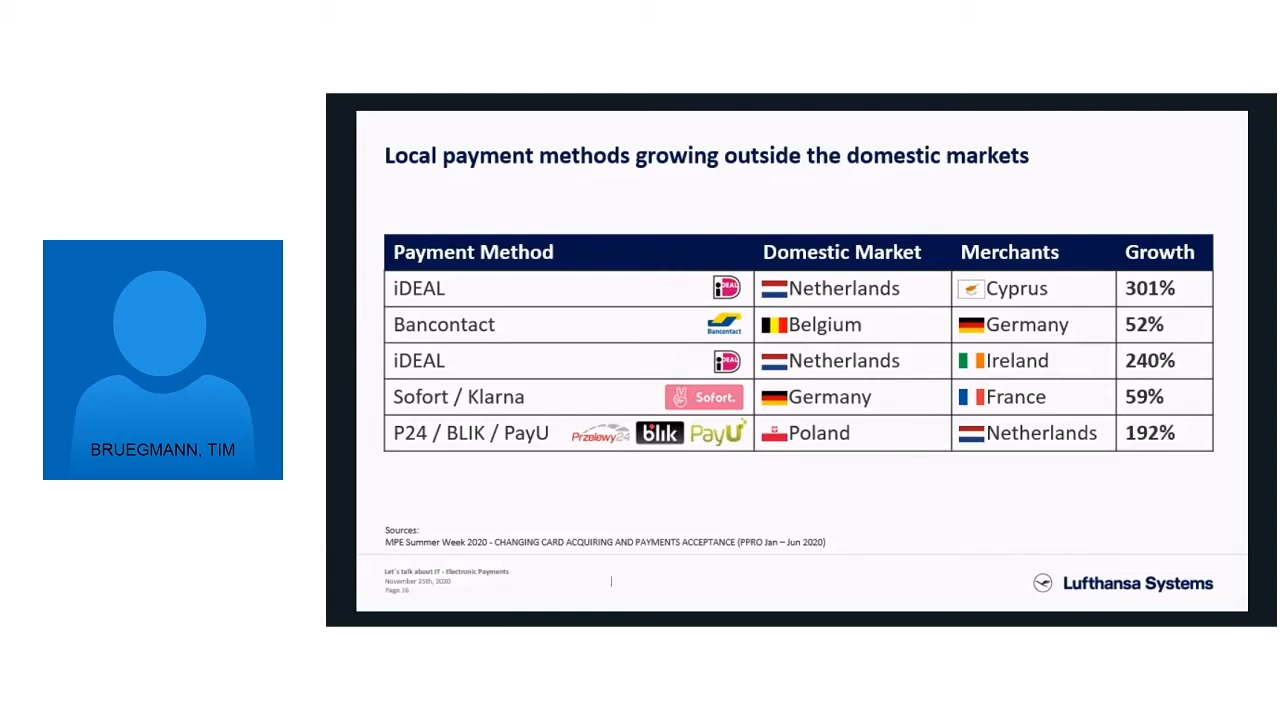 Local payment methods growing outside the domestic markets
Payment Method Domestic Market Merchants Growth
iDEAL iDEAL Netherlands Cyprus 301%
Bancontact Bancontact Belgium Germany 52%
iDEAL iDEAL Netherlands Ireland 240%
Sofort / Klarna Sofort. Germany France 59%
P24 / BLIK / PayU Przelewy24 blik PayU Poland Netherlands 192%
BRUEGMANN, TIM
Sources:
MPE Summer Week 2020 - CHANGING CARD ACQUIRING AND PAYMENTS ACCEPTANCE (PPRO Jan – Jun 2020)
Let´s talk about IT - Electronic Payments
November 25th, 2020
Page 16
Lufthansa Systems